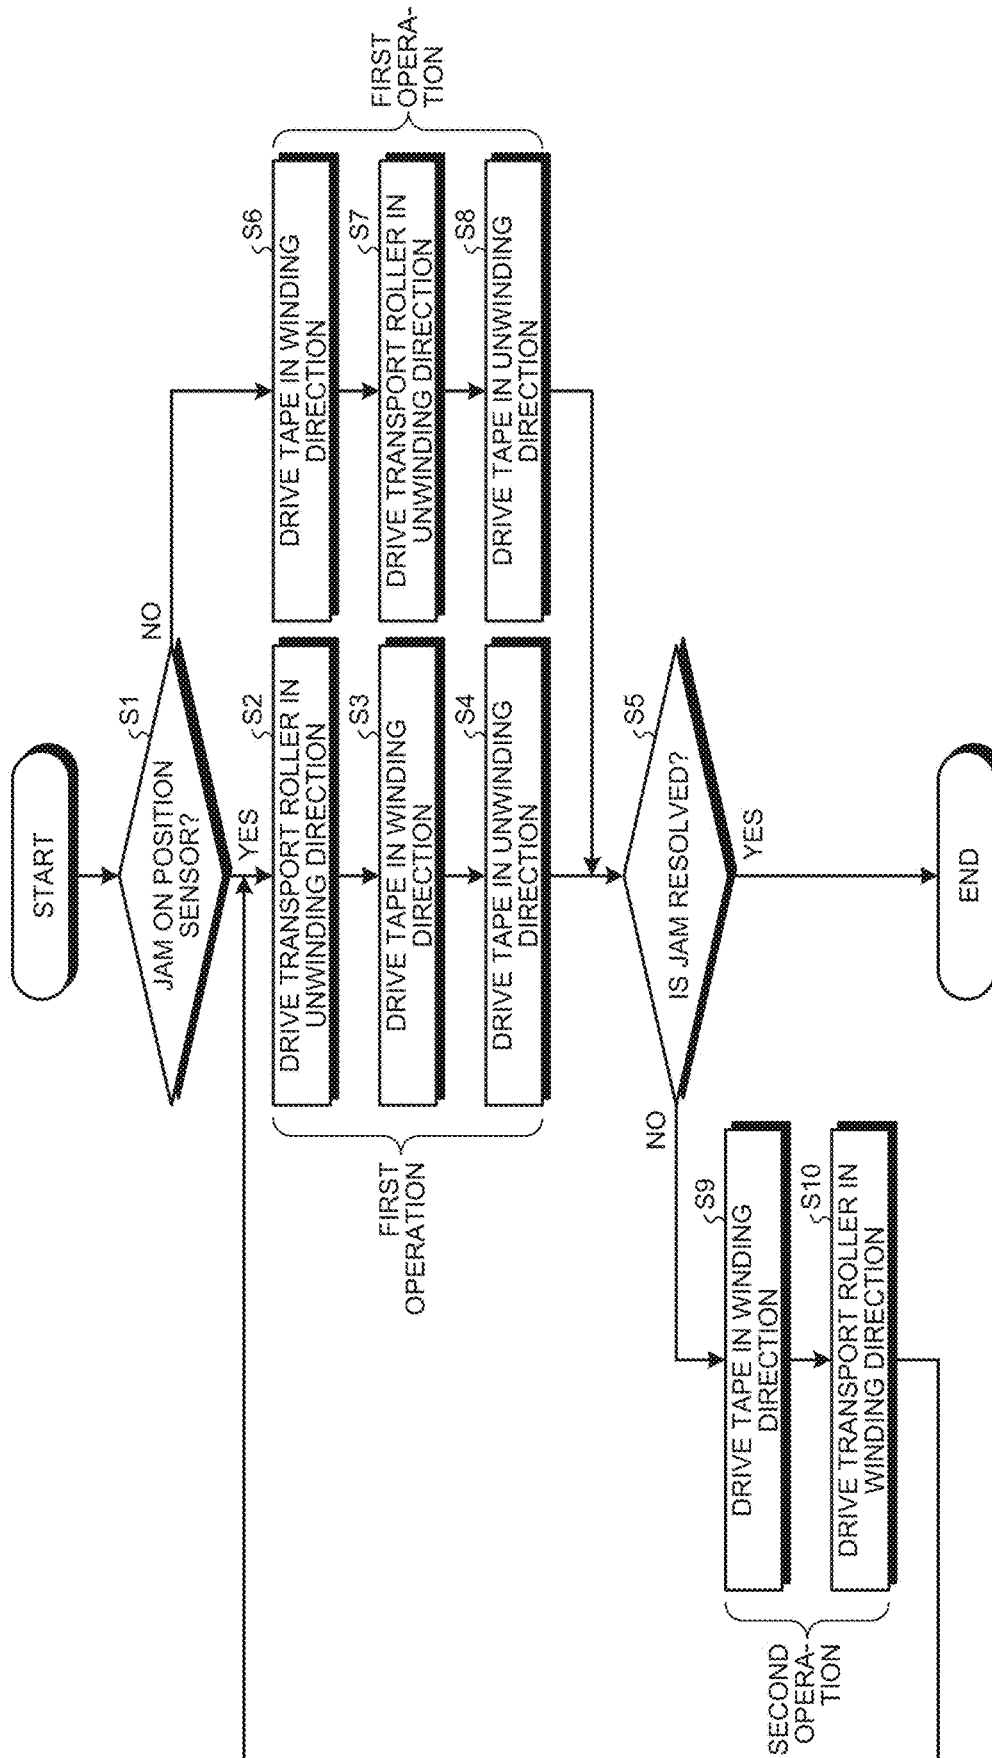 START
S1
JAM ON POSITION
SENSOR?
NO
YES
S2
DRIVE TRANSPORT ROLLER IN
UNWINDING DIRECTION
S3
DRIVE TAPE IN WINDING
DIRECTION
S4
DRIVE TAPE IN UNWINDING
DIRECTION
FIRST
OPERATION
S6
DRIVE TAPE IN WINDING
DIRECTION
S7
DRIVE TRANSPORT ROLLER IN
UNWINDING DIRECTION
S8
DRIVE TAPE IN UNWINDING
DIRECTION
FIRST
OPERA-
TION
S5
IS JAM RESOLVED?
NO
YES
S9
DRIVE TAPE IN WINDING
DIRECTION
S10
DRIVE TRANSPORT ROLLER IN
WINDING DIRECTION
SECOND
OPERA-
TION
END